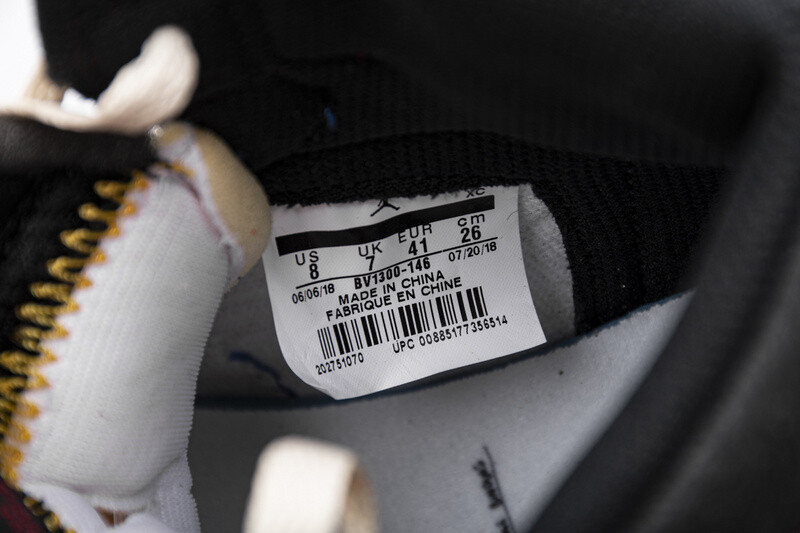 XC
US UK EUR cm
8 7 41 26
06/06/18 07/20/18
BV1300-146
MADE IN CHINA
FABRIQUE EN CHINE
202751070 UPC 00885177356514